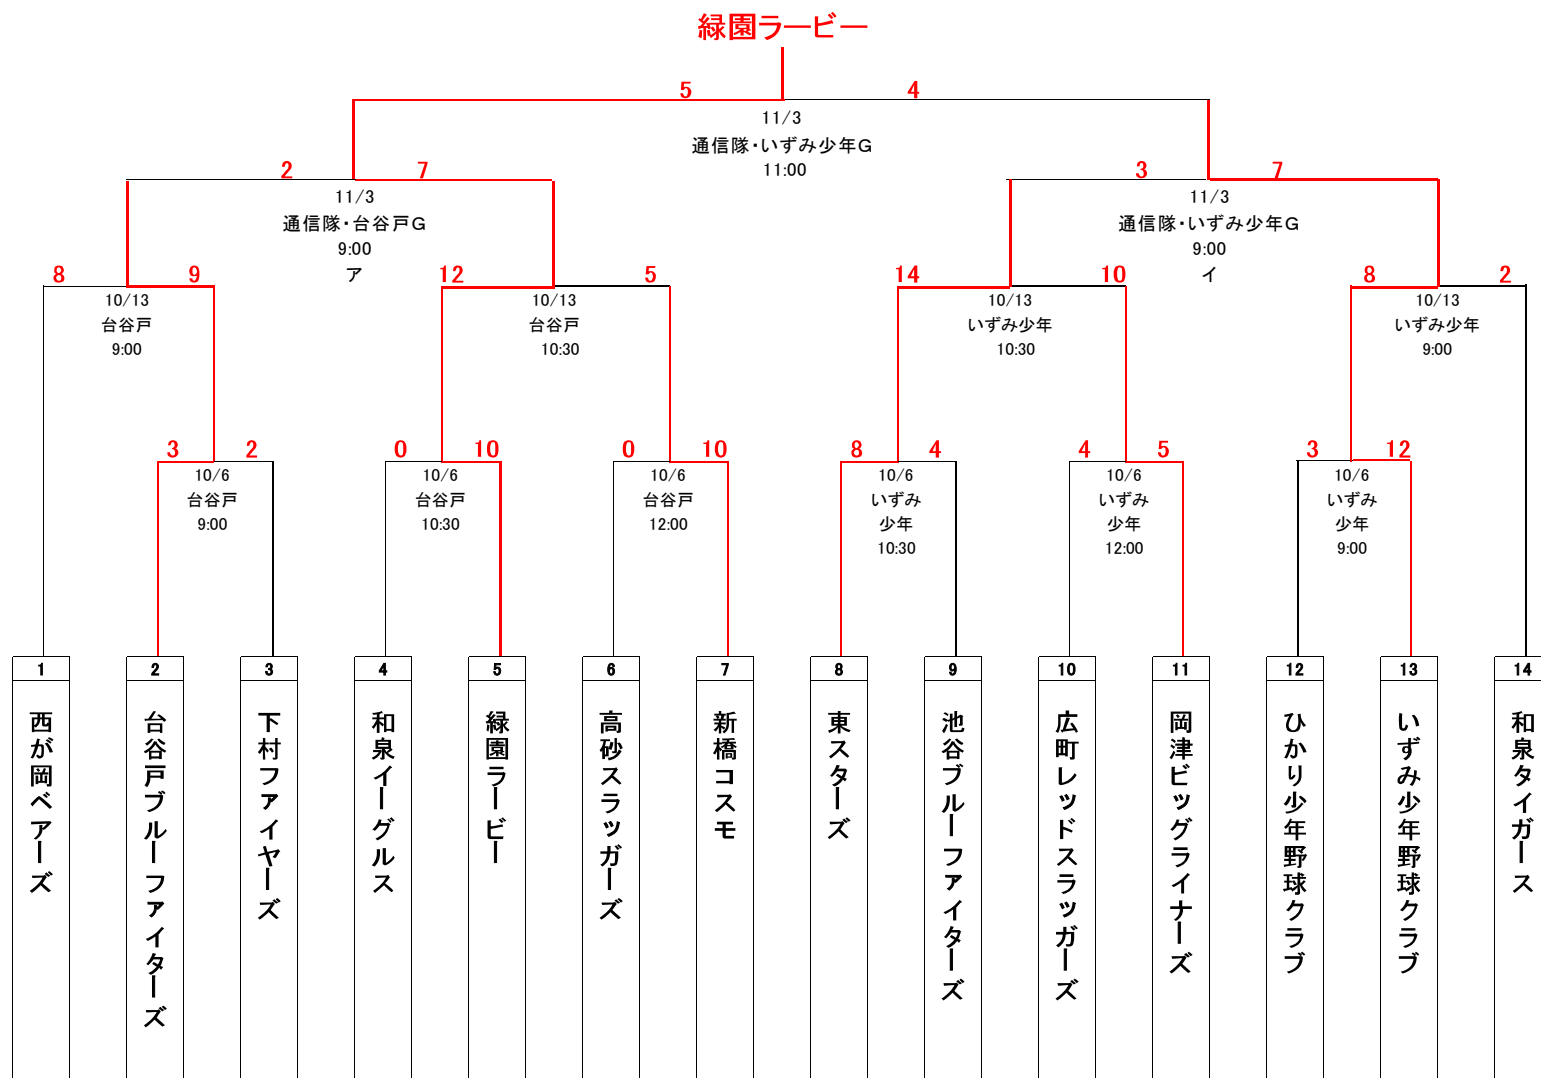 緑園ラービー
5
4
11/3
通信隊・いずみ少年G
11:00
2
7
11/3
通信隊・台谷戸G
9:00
ア
3
7
11/3
通信隊・いずみ少年G
9:00
イ
8
9
10/13
台谷戸
9:00
12
5
10/13
台谷戸
10:30
14
10
10/13
いずみ少年
10:30
8
2
10/13
いずみ少年
9:00
3
2
10/6
台谷戸
9:00
0
10
10/6
台谷戸
10:30
0
10
10/6
台谷戸
12:00
8
4
10/6
いずみ
少年
10:30
4
5
10/6
いずみ
少年
12:00
3
12
10/6
いずみ
少年
9:00
1
西が岡ベアーズ
2
台谷戸ブルーファイターズ
3
下村ファイヤーズ
4
和泉イーグルス
5
緑園ラービー
6
高砂スラッガーズ
7
新橋コスモ
8
東スターズ
9
池谷ブルーファイターズ
10
広町レッドスラッガーズ
11
岡津ビッグライナーズ
12
ひかり少年野球クラブ
13
いずみ少年野球クラブ
14
和泉タイガース